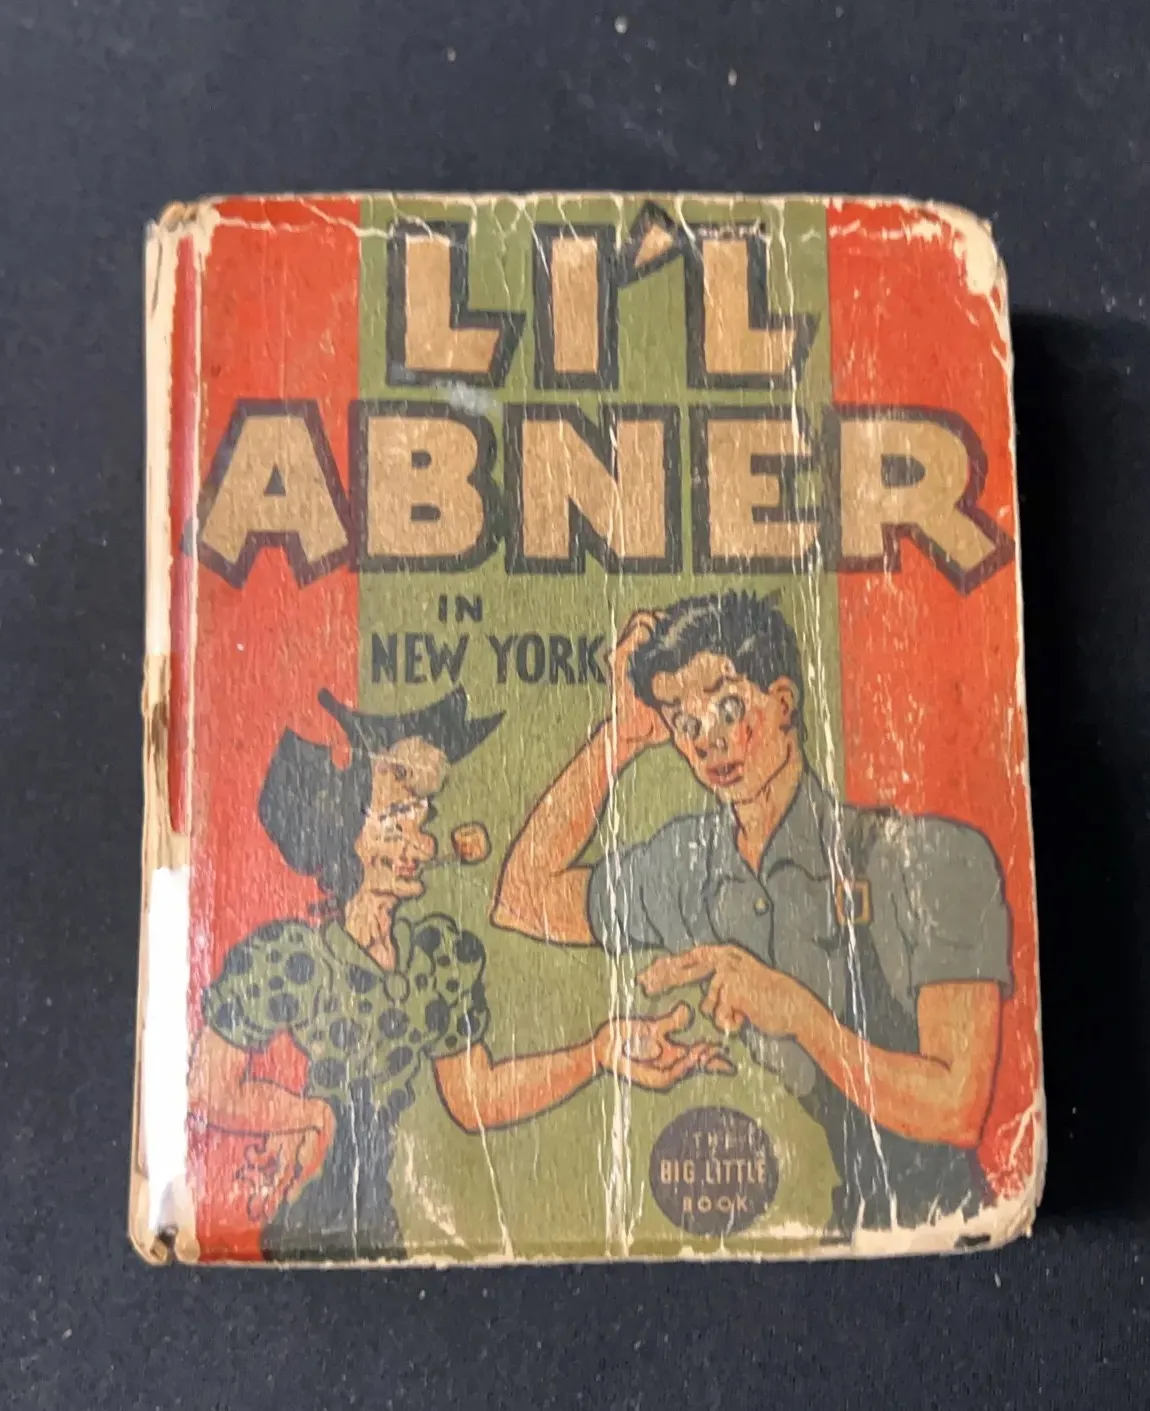 LI'L
ABNER
IN
NEW YORK
THE
BIG LITTLE
BOOK